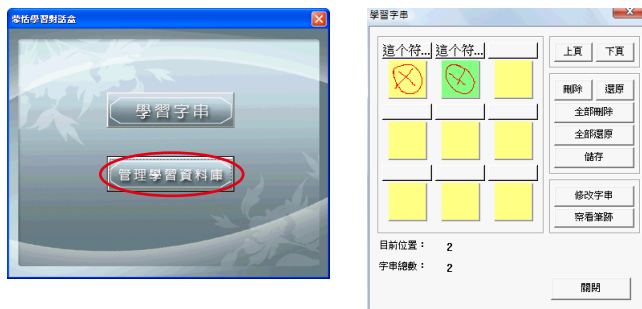 蒙恬學習對話盒
學習字串
管理學習資料庫
學習字串
這个符... 這个符...
上頁 下頁
刪除 還原
全部刪除
全部還原
儲存
修改字串
察看筆跡
目前位置： 2
字串總數： 2
關閉